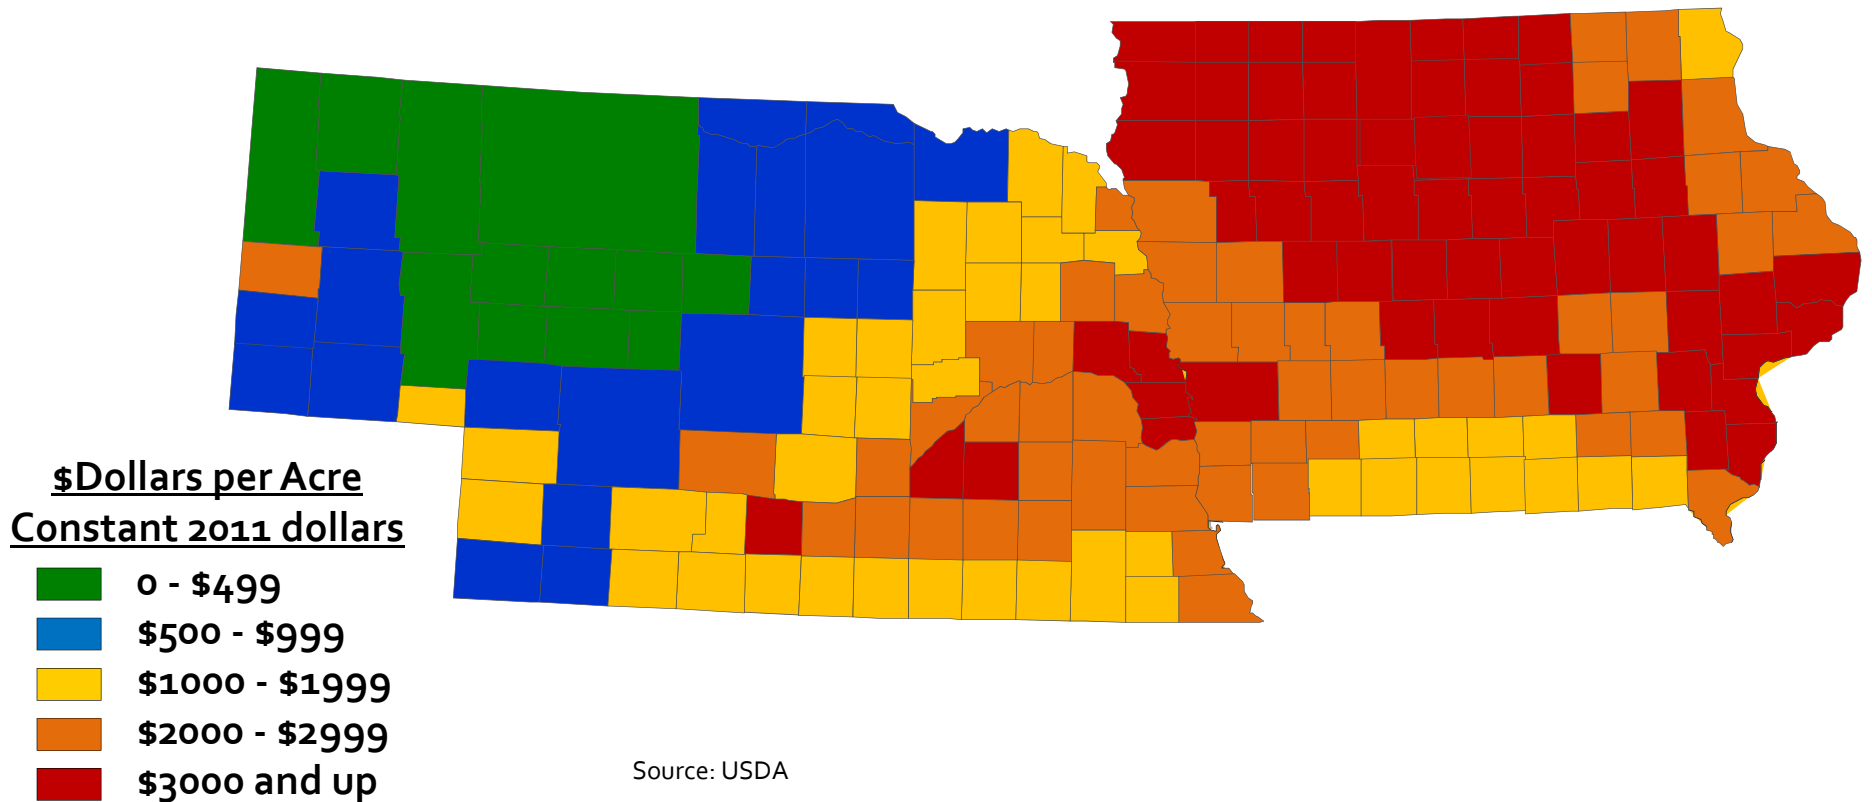 $Dollars per Acre
Constant 2011 dollars
0 - $499
$500 - $999
$1000 - $1999
$2000 - $2999
$3000 and up
Source: USDA